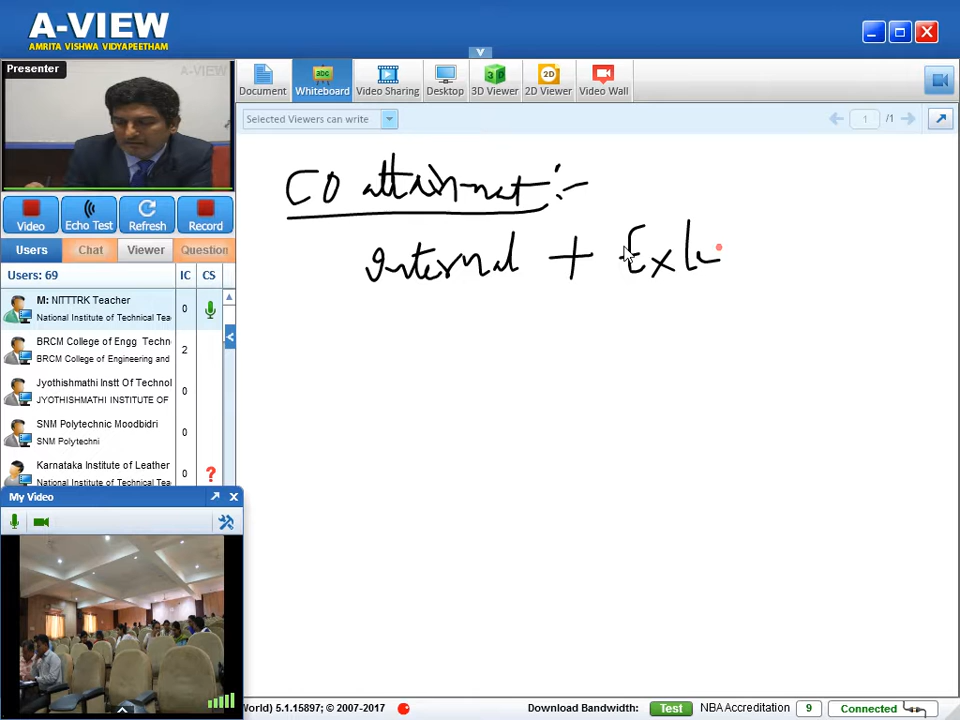 A-VIEW
AMRITA VISHWA VIDYAPEETHAM
Presenter
A-VIEW
Document
Whiteboard
Video Sharing
Desktop
3D Viewer
2D Viewer
Video Wall
Selected Viewers can write
1 /1
Video
Echo Test
Refresh
Record
Users
Chat
Viewer
Users: 69
IC
CS
M: NITTTRK Teacher
National Institute of Technical Tea
0
BRCM College of Engg Techn
BRCM College of Engineering and
2
Jyothishmathi Instt Of Technol
JYOTHISHMATHI INSTITUTE OF
0
SNM Polytechnic Moodbidri
SNM Polytechni
0
Karnataka Institute of Leather
National Institute of Technical Tea
0
?
My Video
CO attainment :-
Internal + Exte
World) 5.1.15897; © 2007-2017
Download Bandwidth:
Test
NBA Accreditation
9
Connected